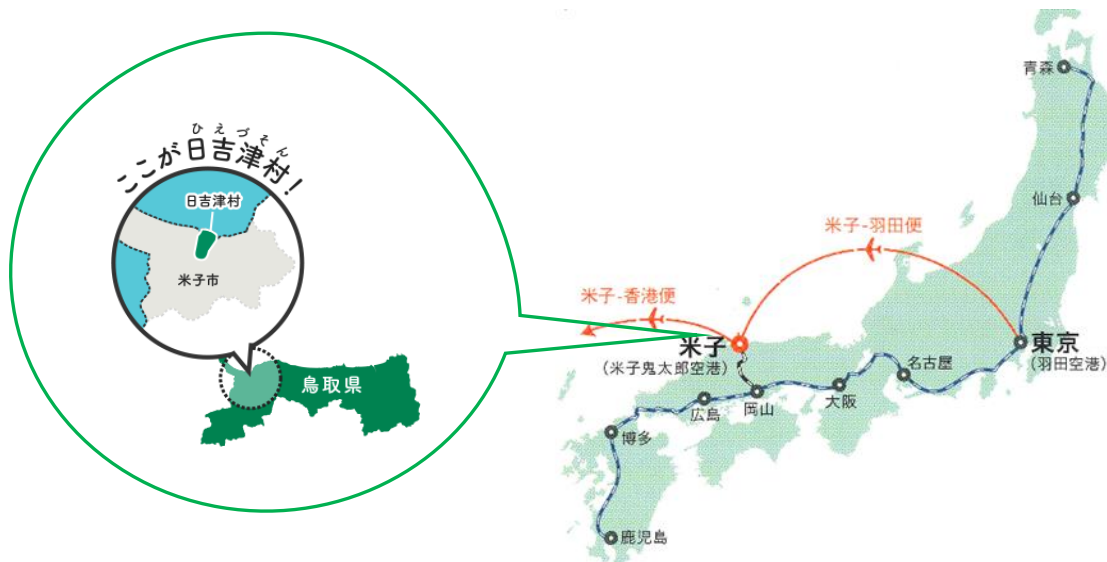 ひえづそん
ここが日吉津村！
日吉津村
米子市
鳥取県
青森
仙台
米子-羽田便
米子-香港便
米子
（米子鬼太郎空港）
東京
（羽田空港）
名古屋
大阪
岡山
広島
博多
鹿児島